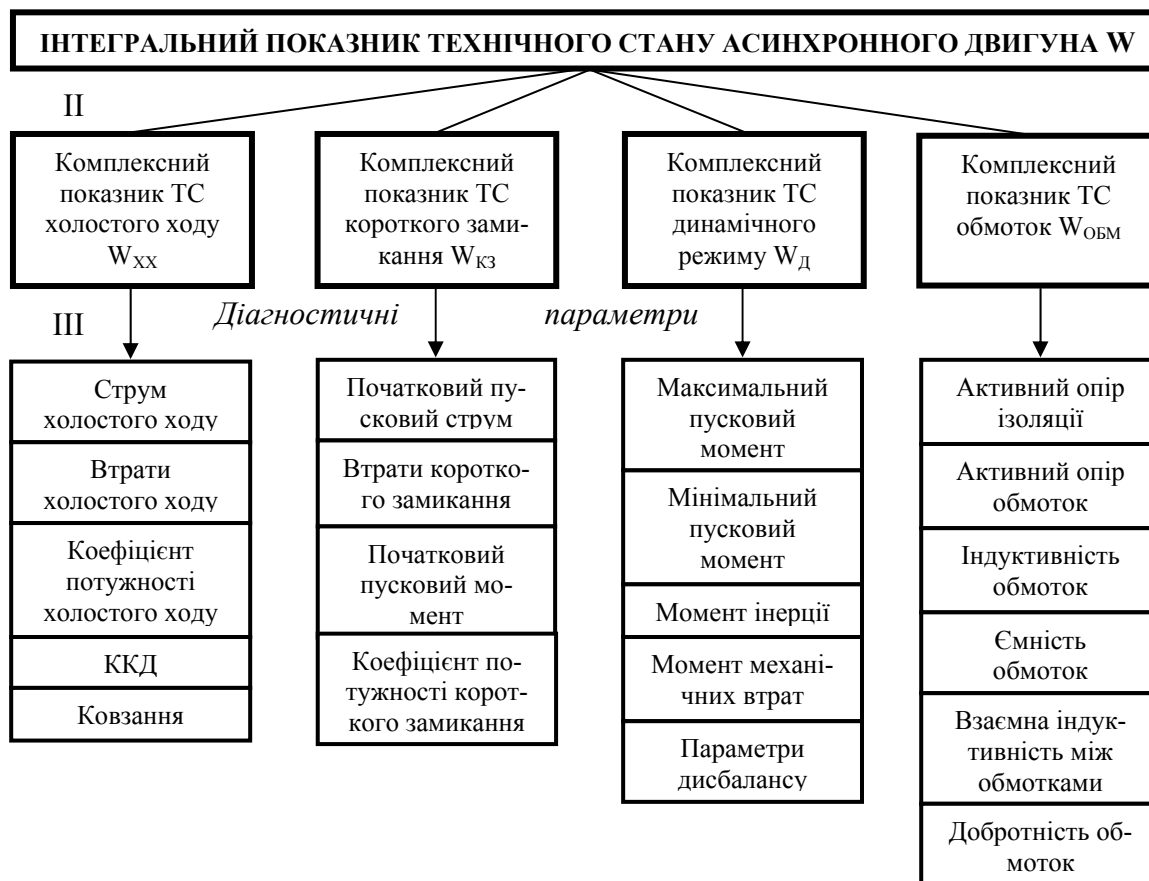 ІНТЕГРАЛЬНИЙ ПОКАЗНИК ТЕХНІЧНОГО СТАНУ АСИНХРОННОГО ДВИГУНА W
II
Комплексний
показник ТС
холостого ходу
W_ХХ
Комплексний
показник ТС
короткого зами-
кання W_КЗ
Комплексний
показник ТС
динамічного
режиму W_Д
Комплексний
показник ТС
обмоток W_ОБМ
III
Діагностичні параметри
Струм
холостого ходу
Втрати
холостого ходу
Коефіцієнт
потужності
холостого ходу
ККД
Ковзання
Початковий пу-
сковий струм
Втрати коротко-
го замикання
Початковий
пусковий мо-
мент
Коефіцієнт по-
тужності корот-
кого замикання
Максимальний
пусковий
момент
Мінімальний
пусковий
момент
Момент інерції
Момент механі-
чних втрат
Параметри
дисбалансу
Активний опір
ізоляції
Активний опір
обмоток
Індуктивність
обмоток
Ємність
обмоток
Взаємна індук-
тивність між
обмотками
Добротність об-
моток